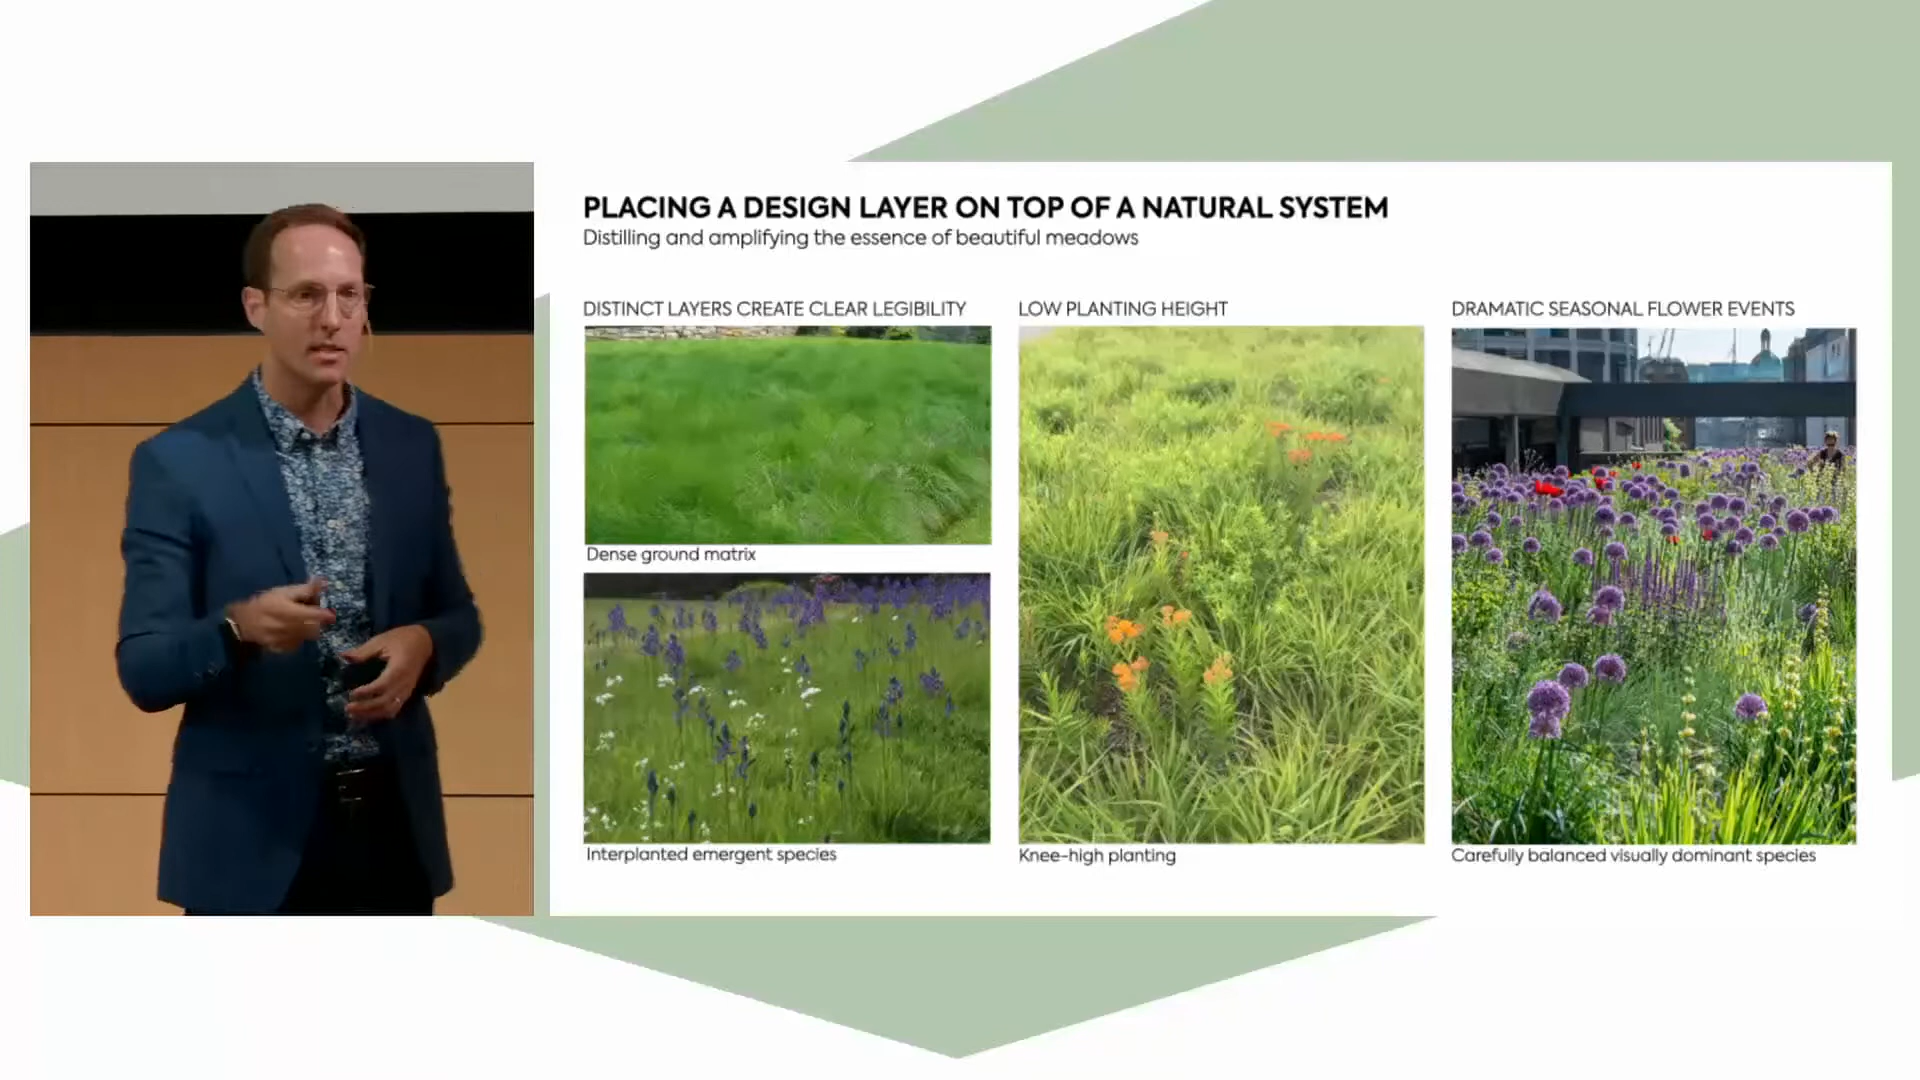 PLACING A DESIGN LAYER ON TOP OF A NATURAL SYSTEM
Distilling and amplifying the essence of beautiful meadows
DISTINCT LAYERS CREATE CLEAR LEGIBILITY
Dense ground matrix
Interplanted emergent species
LOW PLANTING HEIGHT
Knee-high planting
DRAMATIC SEASONAL FLOWER EVENTS
Carefully balanced visually dominant species